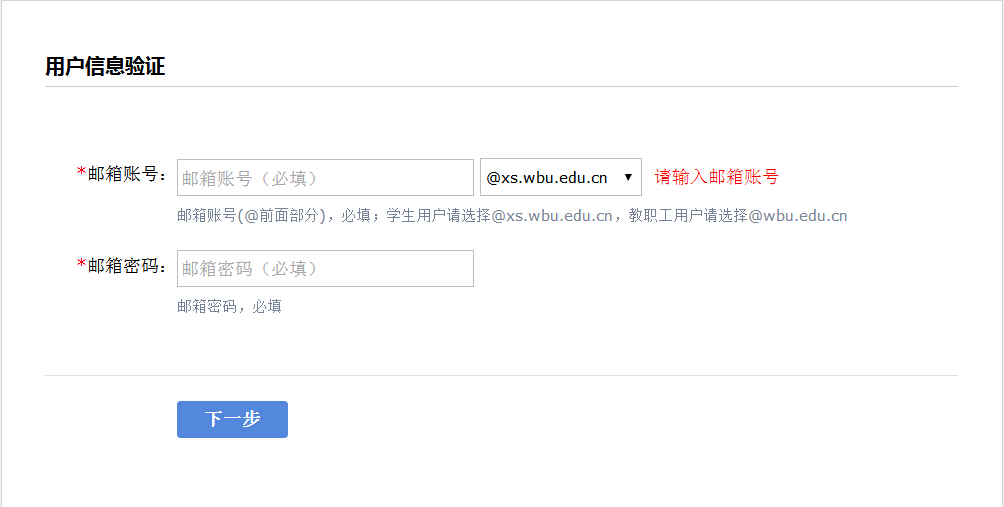 用户信息验证
*邮箱账号： 邮箱账号（必填） @xs.wbu.edu.cn ▼ 请输入邮箱账号
邮箱账号(@前面部分)，必填；学生用户请选择@xs.wbu.edu.cn，教职工用户请选择@wbu.edu.cn
*邮箱密码： 邮箱密码（必填）
邮箱密码，必填
下一步